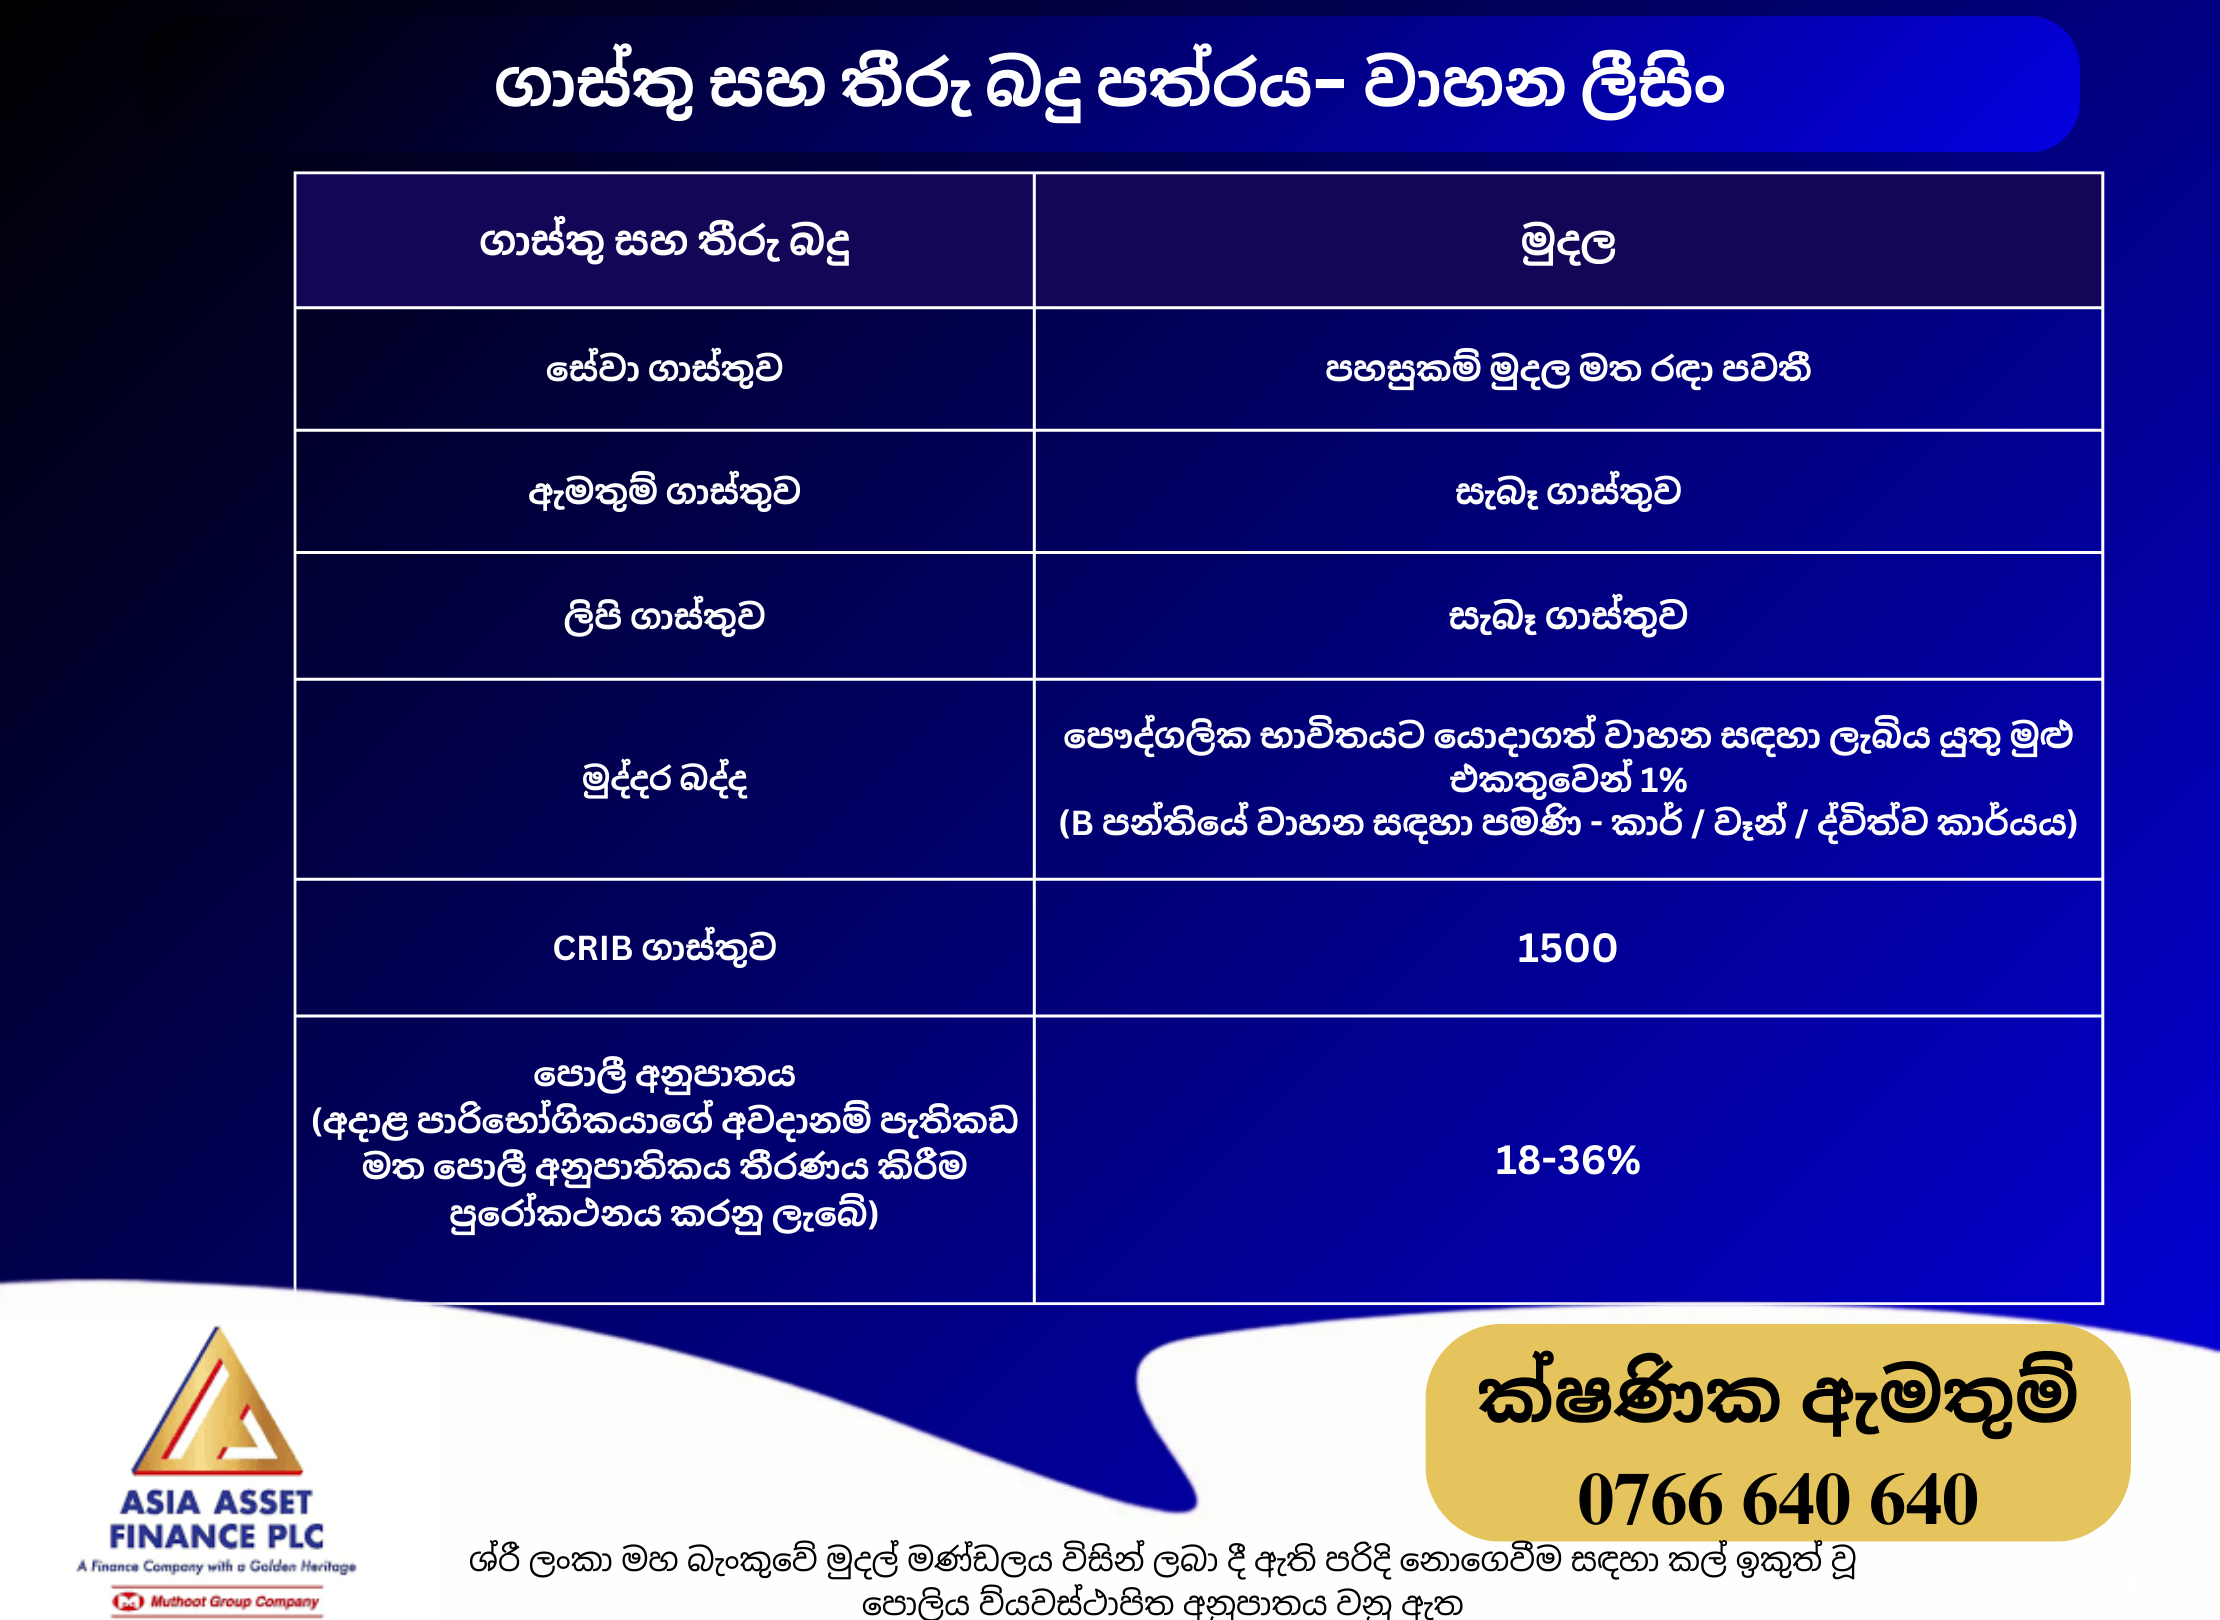 ගාස්තු සහ තීරු බදු පත්රය- වාහන ලීසිං
ගාස්තු සහ තීරු බදු
මුදල
සේවා ගාස්තුව
පහසුකම් මුදල මත රඳා පවතී
ඇමතුම් ගාස්තුව
සැබෑ ගාස්තුව
ලිපි ගාස්තුව
සැබෑ ගාස්තුව
මුද්දර බද්ද
පෞද්ගලික භාවිතයට යොදාගත් වාහන සඳහා ලැබිය යුතු මුළු
එකතුවෙන් 1%
(B පන්තියේ වාහන සඳහා පමණි - කාර් / වෑන් / ද්විත්ව කාර්යය)
CRIB ගාස්තුව
1500
පොලී අනුපාතය
(අදාළ පාරිභෝගිකයාගේ අවදානම් පැතිකඩ
මත පොලී අනුපාතිකය තීරණය කිරීම
පුරෝකථනය කරනු ලැබේ)
18-36%
ක්ෂණික ඇමතුම්
0766 640 640
ASIA ASSET
FINANCE PLC
A Finance Company with a Golden Heritage
Muthoot Group Company
ශ්රී ලංකා මහ බැංකුවේ මුදල් මණ්ඩලය විසින් ලබා දී ඇති පරිදි නොගෙවීම සඳහා කල් ඉකුත් වූ
පොලිය ව්යවස්ථාපිත අනුපාතය වනු ඇත